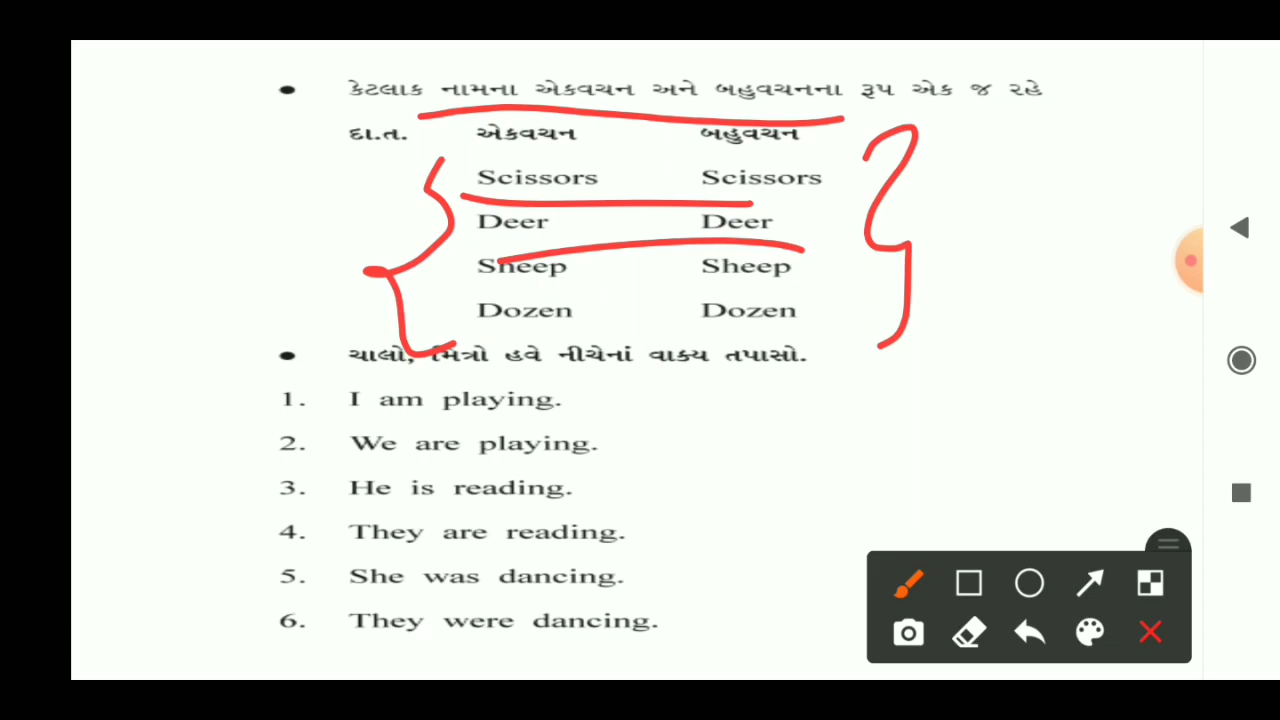 ● કેટલાક નામના એકવચન અને બહુવચનના રૂપ એક જ રહે
દા.ત. એકવચન બહુવચન
Scissors Scissors
Deer Deer
Sheep Sheep
Dozen Dozen
● ચાલો, મિત્રો હવે નીચેનાં વાક્ય તપાસો.
1. I am playing.
2. We are playing.
3. He is reading.
4. They are reading.
5. She was dancing.
6. They were dancing.